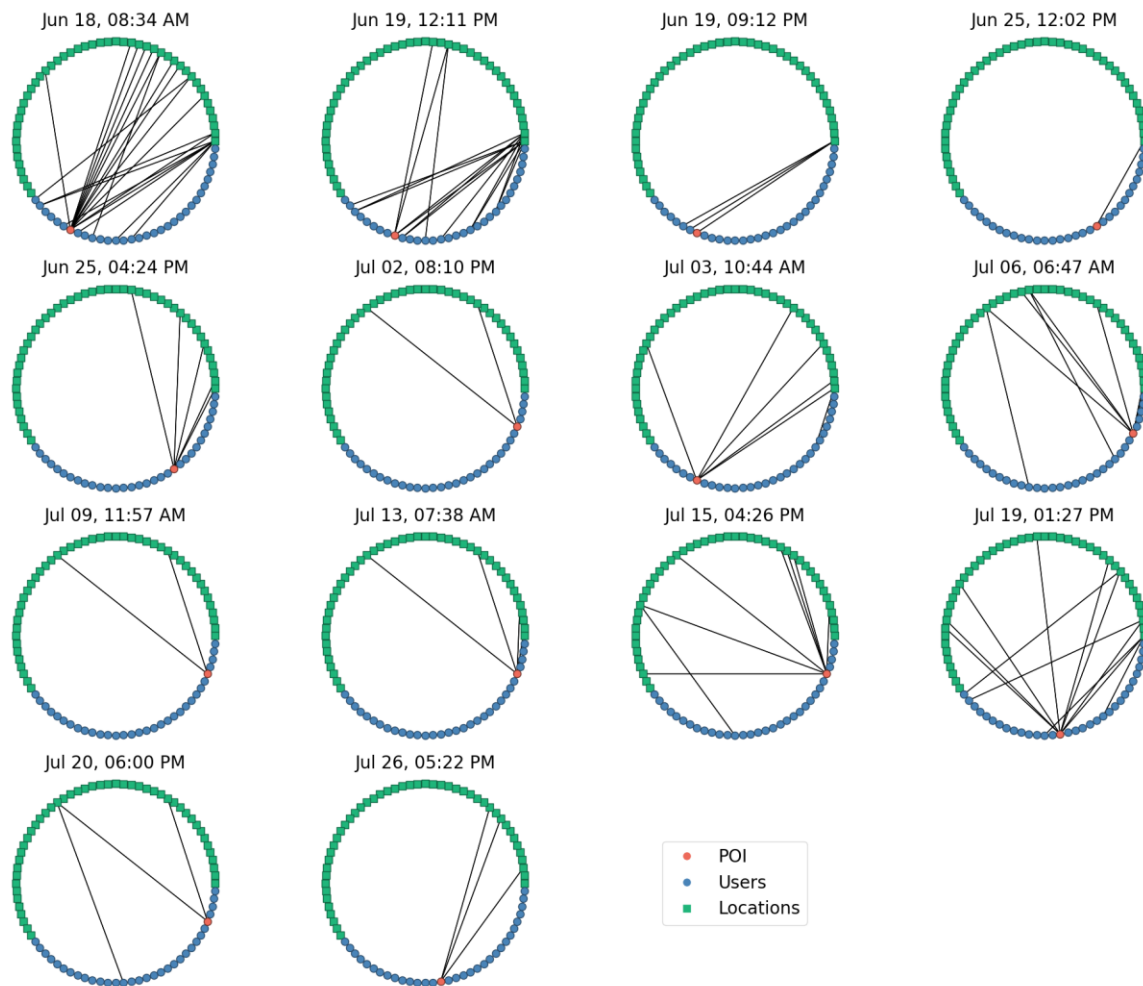 Jun 18, 08:34 AM
Jun 19, 12:11 PM
Jun 19, 09:12 PM
Jun 25, 12:02 PM
Jun 25, 04:24 PM
Jul 02, 08:10 PM
Jul 03, 10:44 AM
Jul 06, 06:47 AM
Jul 09, 11:57 AM
Jul 13, 07:38 AM
Jul 15, 04:26 PM
Jul 19, 01:27 PM
Jul 20, 06:00 PM
Jul 26, 05:22 PM
POI
Users
Locations